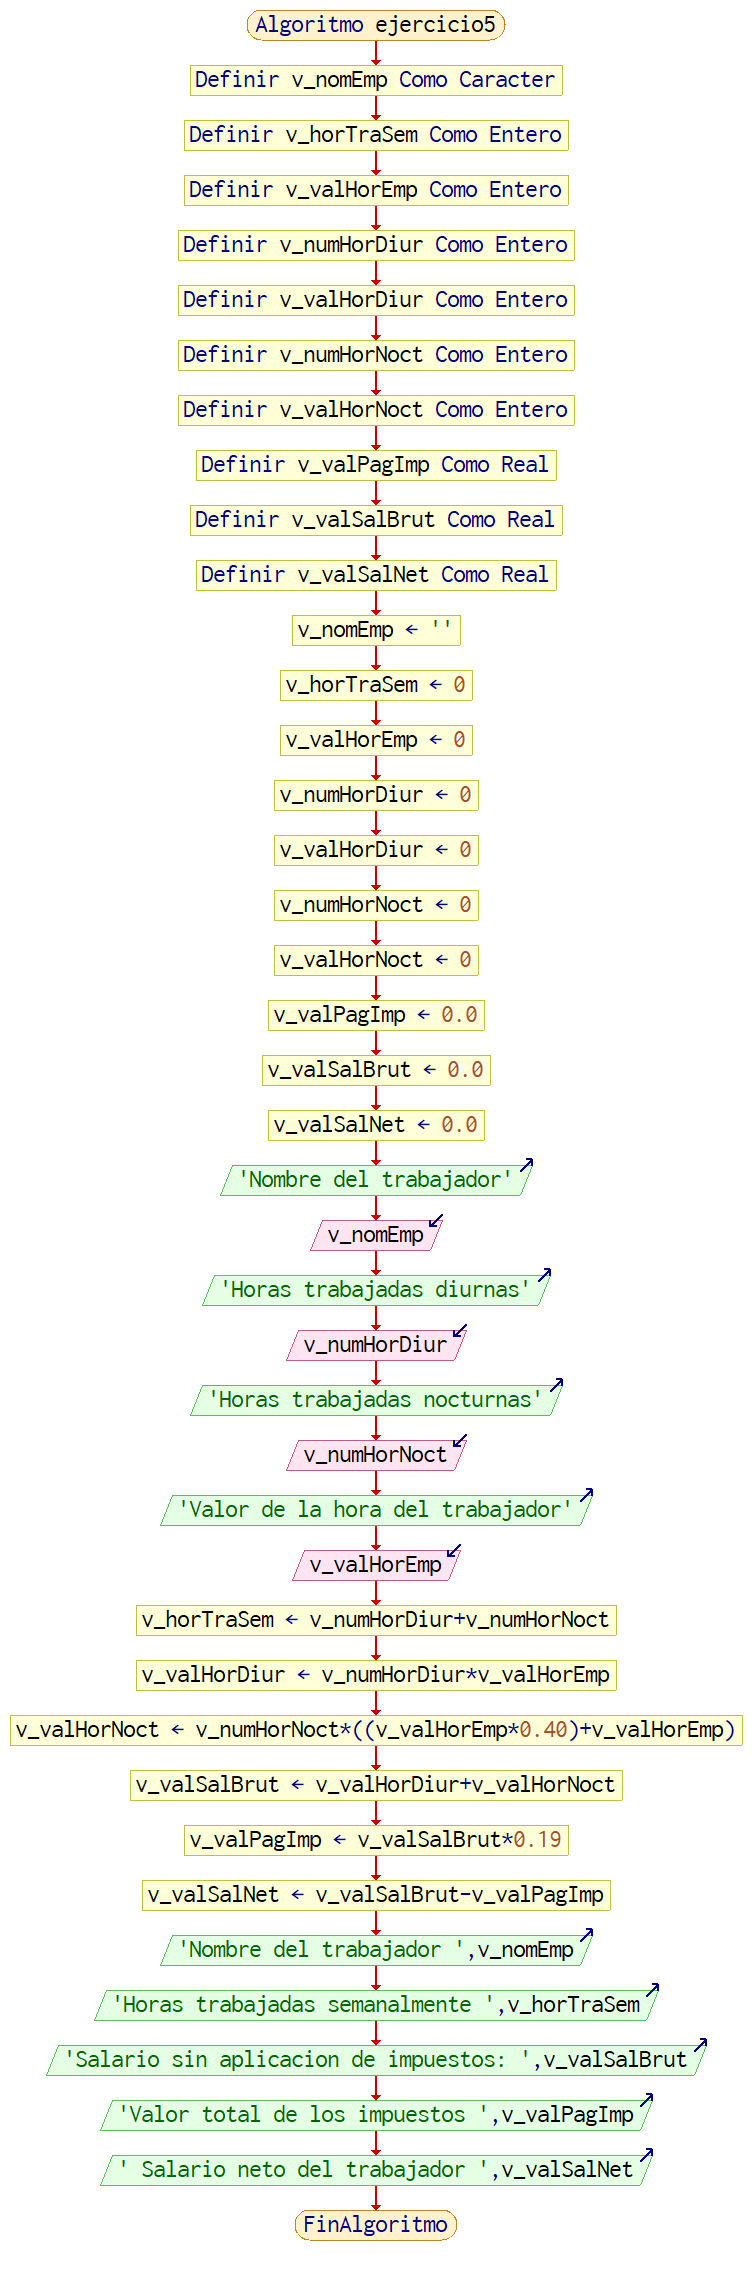 Algoritmo ejercicio5
Definir v_nomEmp Como Caracter
Definir v_horTraSem Como Entero
Definir v_valHorEmp Como Entero
Definir v_numHorDiur Como Entero
Definir v_valHorDiur Como Entero
Definir v_numHorNoct Como Entero
Definir v_valHorNoct Como Entero
Definir v_valPagImp Como Real
Definir v_valSalBrut Como Real
Definir v_valSalNet Como Real
v_nomEmp ← ''
v_horTraSem ← 0
v_valHorEmp ← 0
v_numHorDiur ← 0
v_valHorDiur ← 0
v_numHorNoct ← 0
v_valHorNoct ← 0
v_valPagImp ← 0.0
v_valSalBrut ← 0.0
v_valSalNet ← 0.0
'Nombre del trabajador'
v_nomEmp
'Horas trabajadas diurnas'
v_numHorDiur
'Horas trabajadas nocturnas'
v_numHorNoct
'Valor de la hora del trabajador'
v_valHorEmp
v_horTraSem ← v_numHorDiur+v_numHorNoct
v_valHorDiur ← v_numHorDiur*v_valHorEmp
v_valHorNoct ← v_numHorNoct*((v_valHorEmp*0.40)+v_valHorEmp)
v_valSalBrut ← v_valHorDiur+v_valHorNoct
v_valPagImp ← v_valSalBrut*0.19
v_valSalNet ← v_valSalBrut-v_valPagImp
'Nombre del trabajador ',v_nomEmp
'Horas trabajadas semanalmente ',v_horTraSem
'Salario sin aplicacion de impuestos: ',v_valSalBrut
'Valor total de los impuestos ',v_valPagImp
' Salario neto del trabajador ',v_valSalNet
FinAlgoritmo